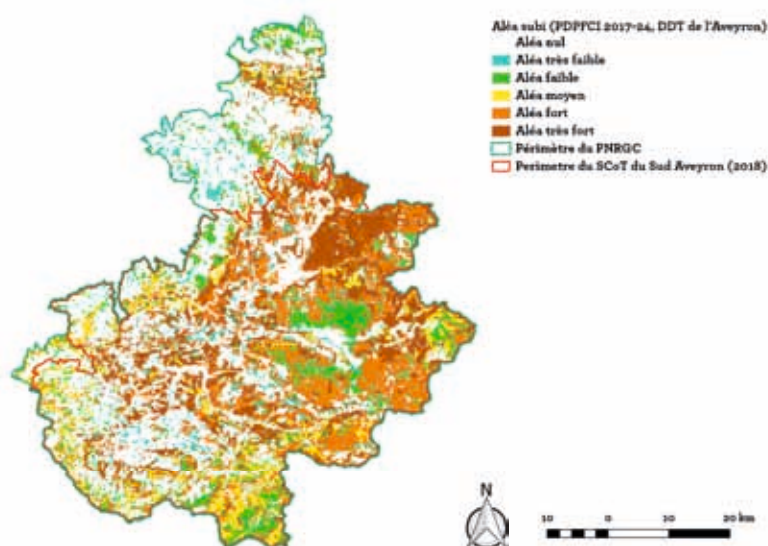 Aléa subi (PDPFCI 2017-24, DDT de l'Aveyron)
Aléa nul
Aléa très faible
Aléa faible
Aléa moyen
Aléa fort
Aléa très fort
Périmètre du PNRGC
Perimetre du SCoT du Sud Aveyron (2018)
N
10 0 10 20 km